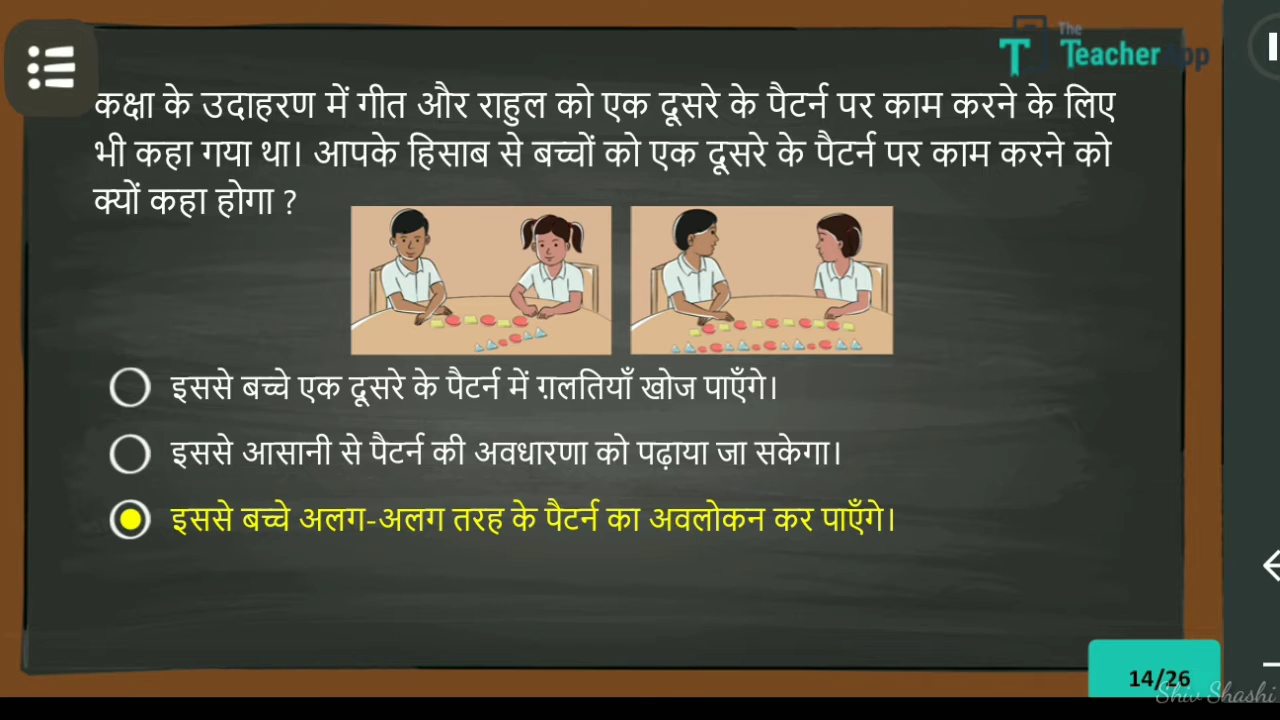 The
Teacher App
कक्षा के उदाहरण में गीत और राहुल को एक दूसरे के पैटर्न पर काम करने के लिए
भी कहा गया था। आपके हिसाब से बच्चों को एक दूसरे के पैटर्न पर काम करने को
क्यों कहा होगा ?
इससे बच्चे एक दूसरे के पैटर्न में ग़लतियाँ खोज पाएँगे।
इससे आसानी से पैटर्न की अवधारणा को पढ़ाया जा सकेगा।
इससे बच्चे अलग-अलग तरह के पैटर्न का अवलोकन कर पाएँगे।
14/26
Shiv Shashi